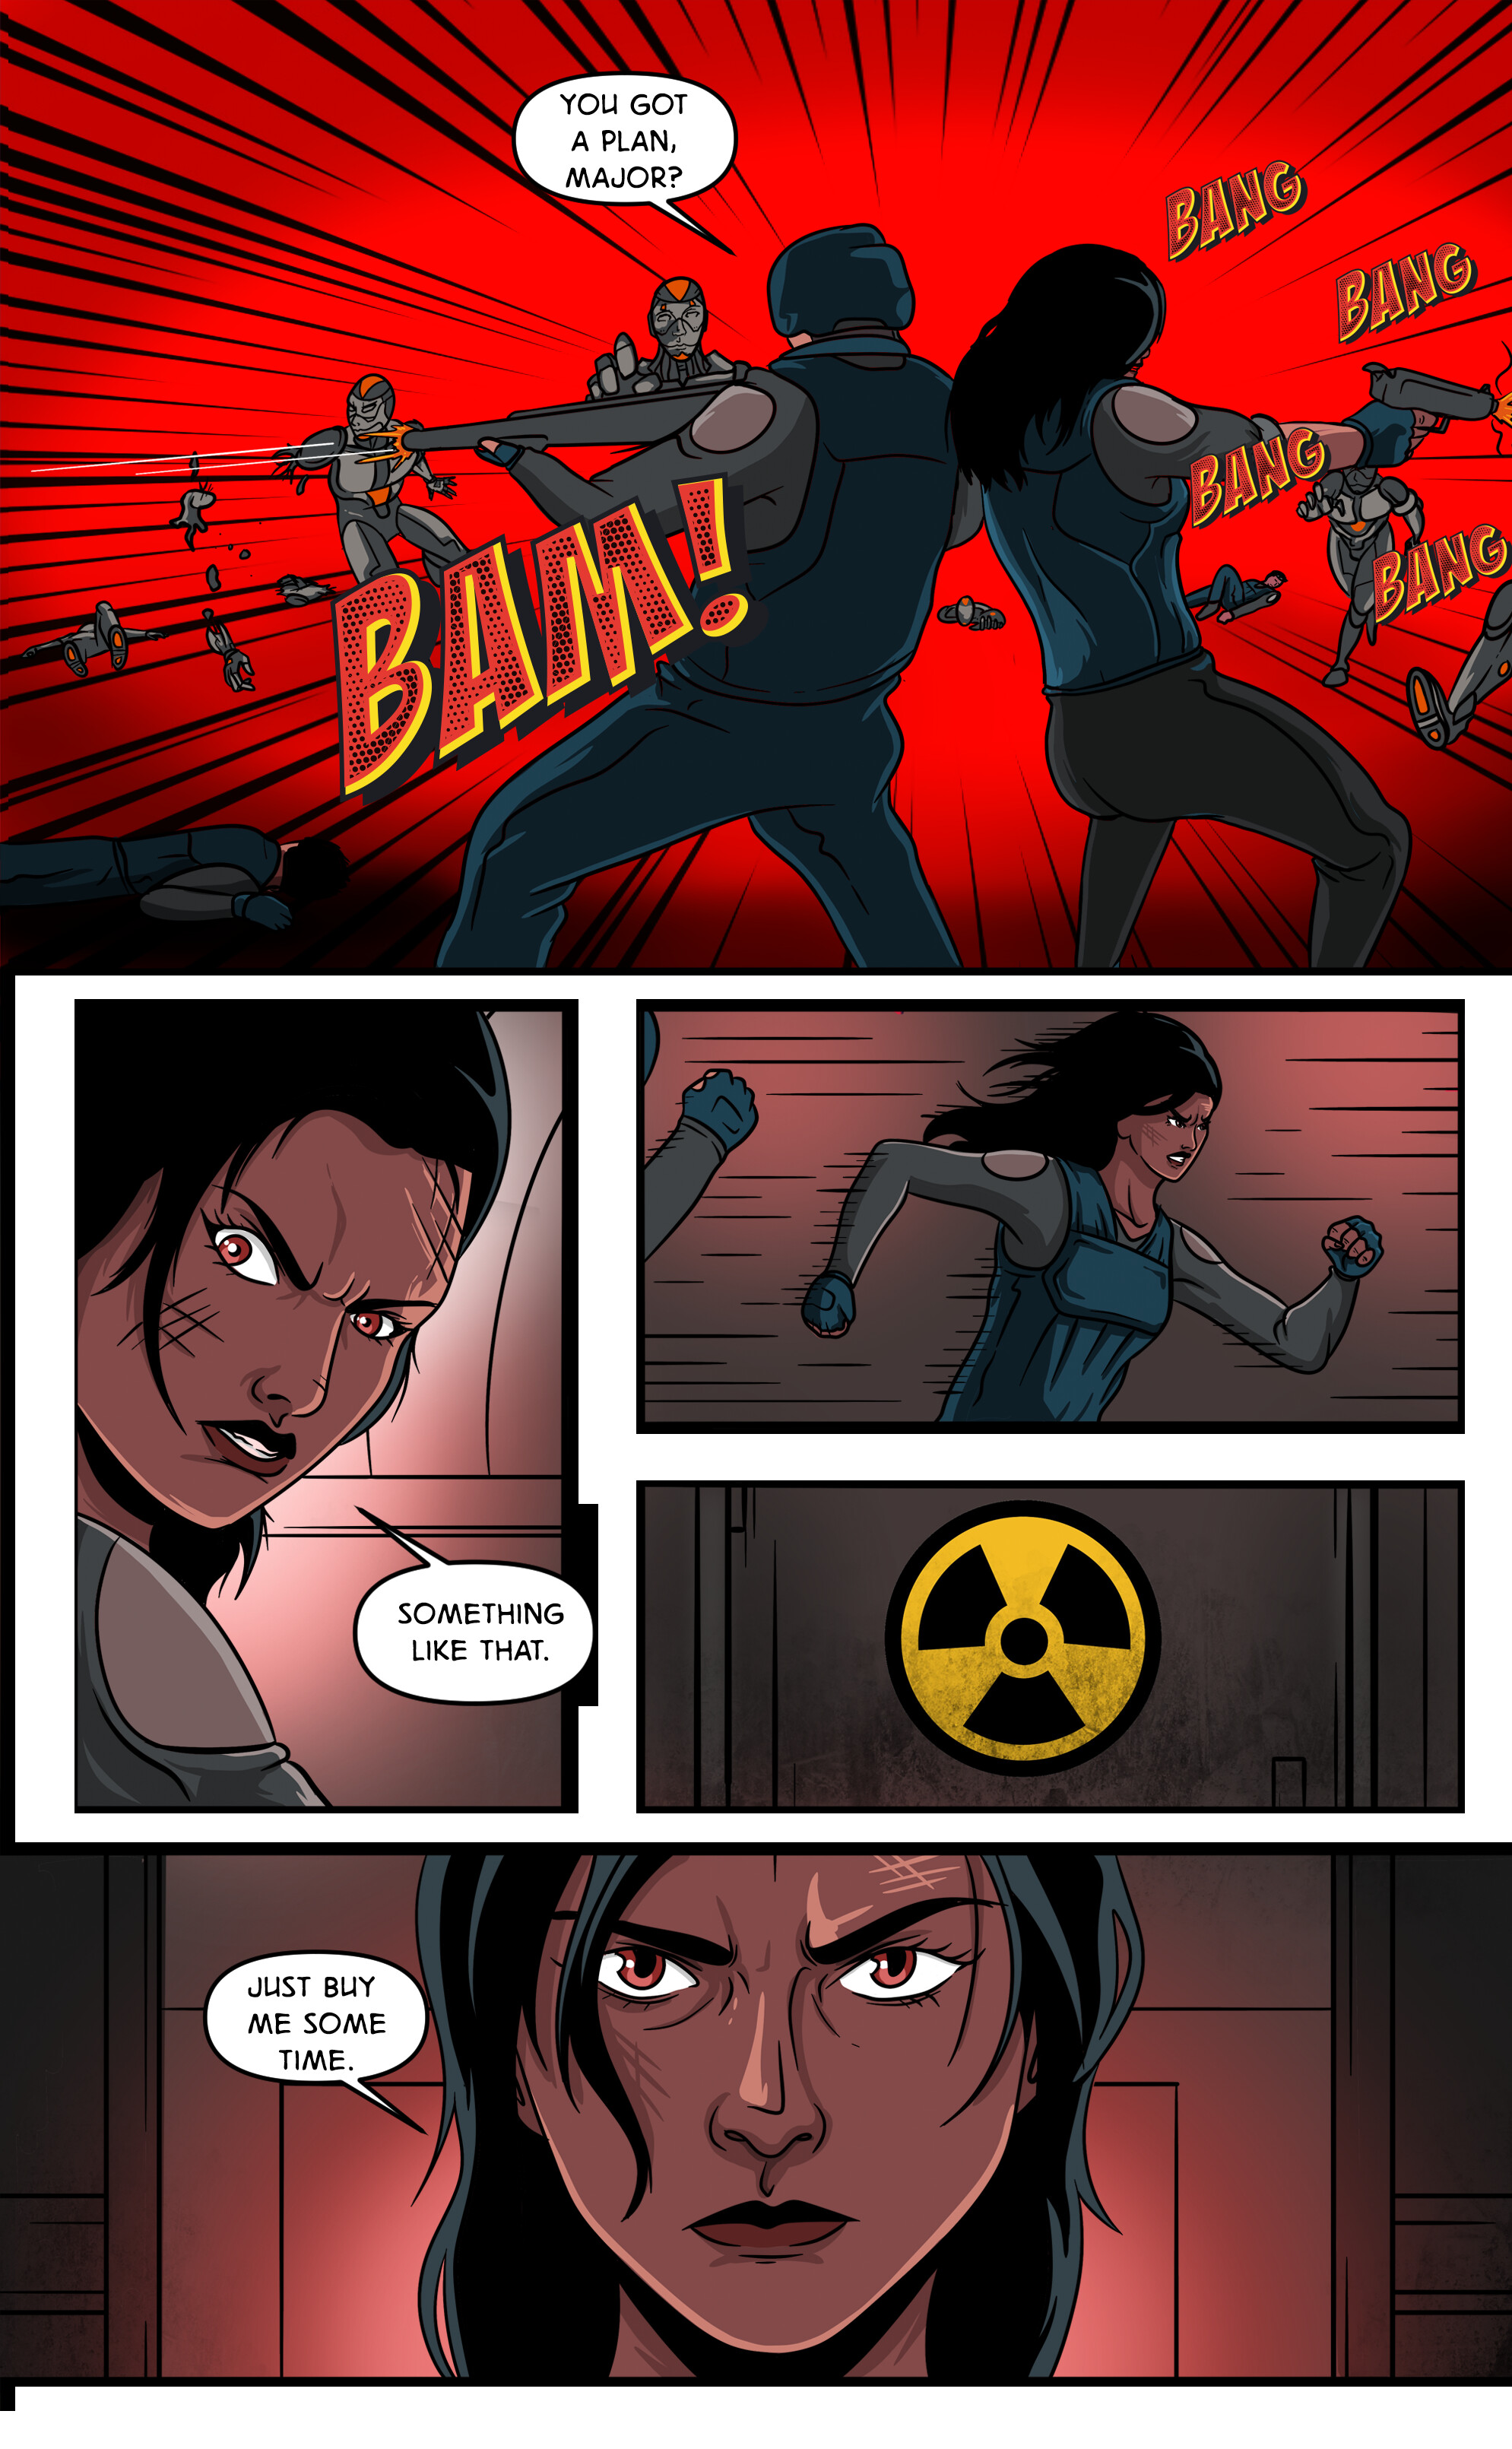 YOU GOT
A PLAN,
MAJOR?
BANG
BANG
BANG
BANG
BAM!
SOMETHING
LIKE THAT.
JUST BUY
ME SOME
TIME.